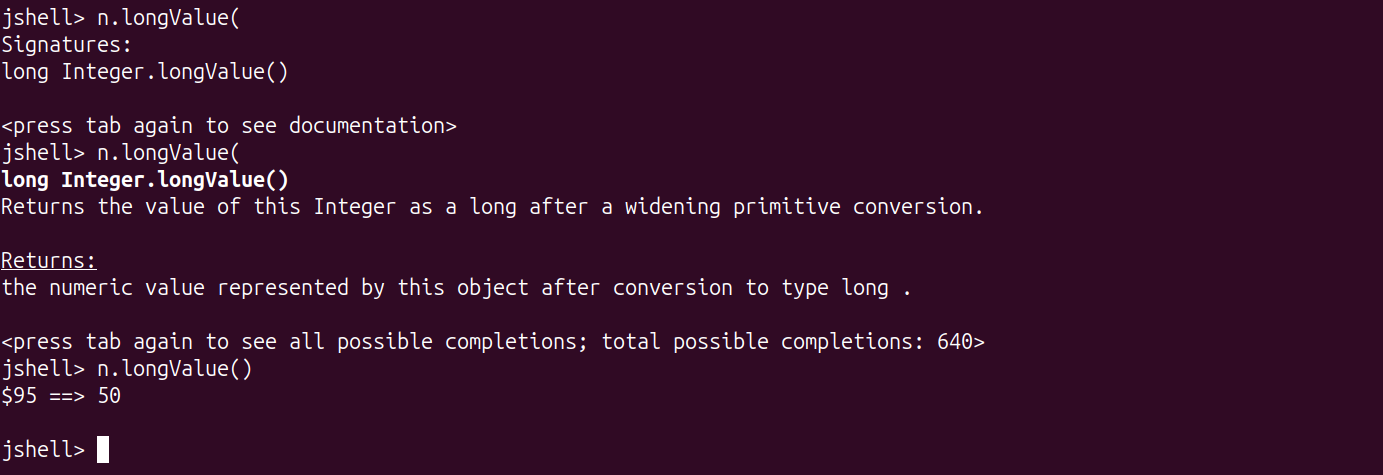 jshell> n.longValue(
Signatures:
long Integer.longValue()
<press tab again to see documentation>
jshell> n.longValue(
long Integer.longValue()
Returns the value of this Integer as a long after a widening primitive conversion.
Returns:
the numeric value represented by this object after conversion to type long .
<press tab again to see all possible completions; total possible completions: 640>
jshell> n.longValue()
$95 ==> 50
jshell>